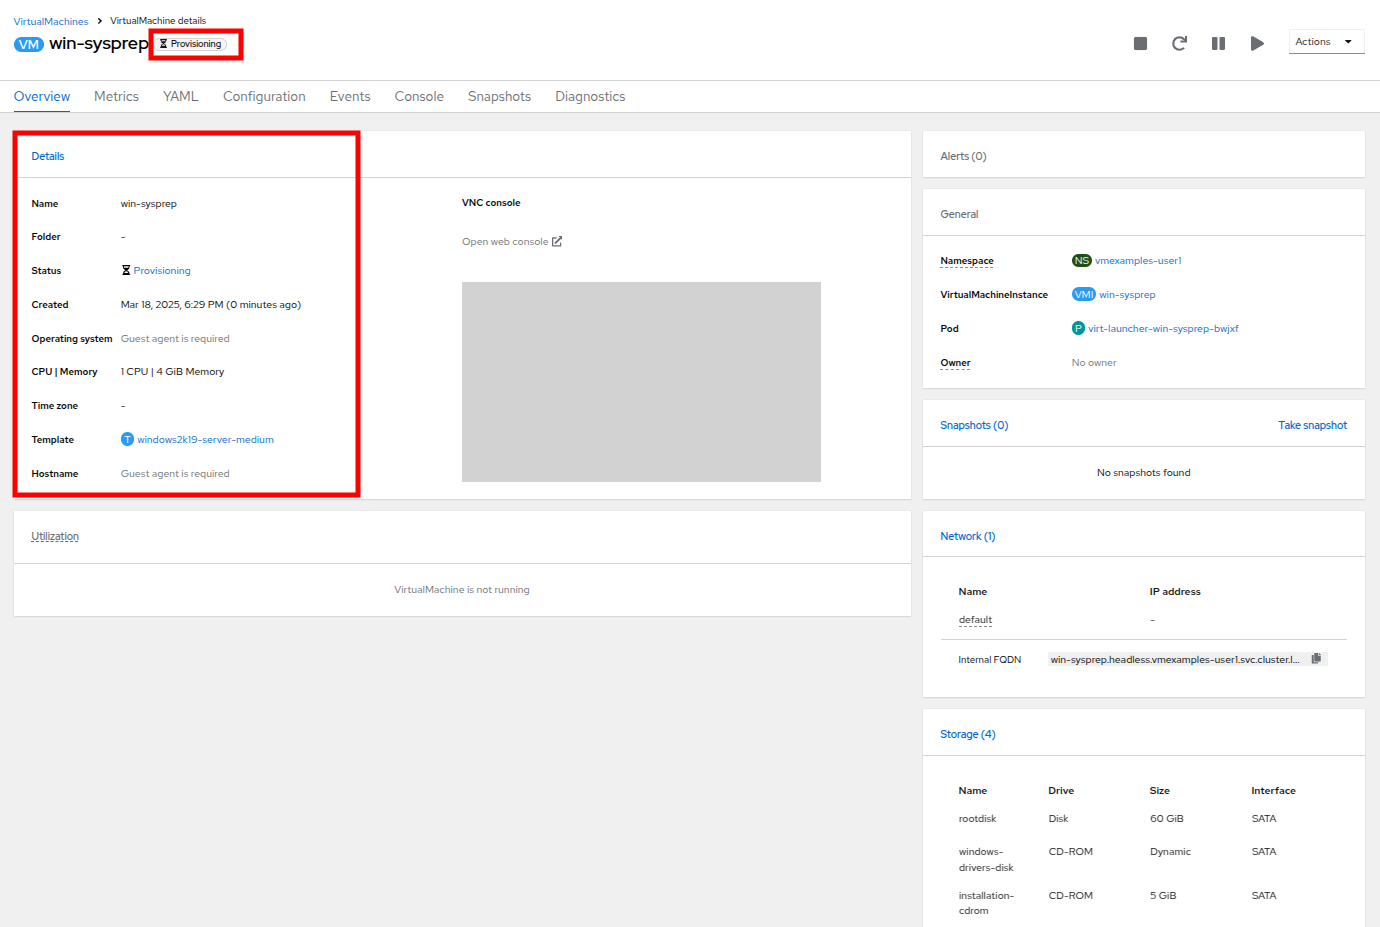 VirtualMachines > VirtualMachine details
VM win-sysprep Provisioning
Actions
Overview Metrics YAML Configuration Events Console Snapshots Diagnostics
Details
Name win-sysprep
Folder -
Status Provisioning
Created Mar 18, 2025, 6:29 PM (0 minutes ago)
Operating system Guest agent is required
CPU | Memory 1 CPU | 4 GiB Memory
Time zone -
Template T windows2k19-server-medium
Hostname Guest agent is required
VNC console
Open web console
Utilization
VirtualMachine is not running
Alerts (0)
General
Namespace NS vmexamples-user1
VirtualMachineInstance VMI win-sysprep
Pod P virt-launcher-win-sysprep-bwjxf
Owner No owner
Snapshots (0) Take snapshot
No snapshots found
Network (1)
Name IP address
default -
Internal FQDN win-sysprep.headless.vmexamples-user1.svc.cluster.l...
Storage (4)
Name Drive Size Interface
rootdisk Disk 60 GiB SATA
windows- CD-ROM Dynamic SATA
drivers-disk
installation- CD-ROM 5 GiB SATA
cdrom